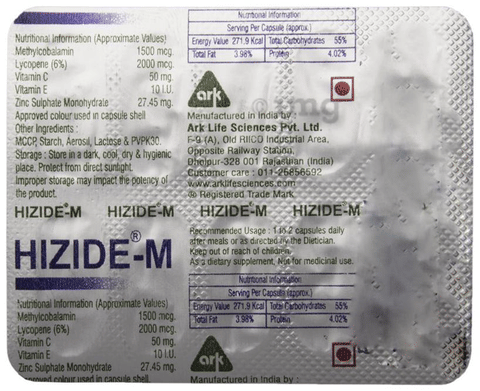 Nutritional Information (Approximate Values)
Methylcobalamin 1500 mcg.
Lycopene (6%) 2000 mcg.
Vitamin C 50 mg.
Vitamin E 10 I.U.
Zinc Sulphate Monohydrate 27.45 mg.
Approved colour used in capsule shell
Other Ingredients :
MCCP, Starch, Aerosil, Lactose & PVPK30.
Storage : Store in a dark, cool, dry & hygienic
place. Protect from direct sunlight.
Improper storage may impact the potency
of the product.
HIZIDE-M HIZIDE-M HIZIDE-M HIZIDE-M
HIZIDE®-M
Nutritional Information (Approximate Values)
Methylcobalamin 1500 mcg.
Lycopene (6%) 2000 mcg.
Vitamin C 50 mg.
Vitamin E 10 I.U.
Zinc Sulphate Monohydrate 27.45 mg.
Approved colour used in capsule shell
Nutritional Information
Serving Per Capsule (approx.)
Energy Value 271.9 Kcal Total Carbohydrates 55%
Total Fat 3.98% Protein 4.02%
ark
1mg
Manufactured in India by :
Ark Life Sciences Pvt. Ltd.
F-9 (A), Old RIICO Industrial Area,
Opposite Railway Station,
Dholpur-328 001 Rajasthan (India)
Customer care : 011-25856592
www.arklifesciences.com
® Registered Trade Mark
Recommended Usage : 1 to 2 capsules daily
after meals or as directed by the Dietician.
Keep out of reach of children.
As a dietary supplement, Not for medicinal use.
Nutritional Information
Serving Per Capsule (approx.)
Energy Value 271.9 Kcal Total Carbohydrates 55%
Total Fat 3.98% Protein 4.02%
ark
Manufactured in India by :